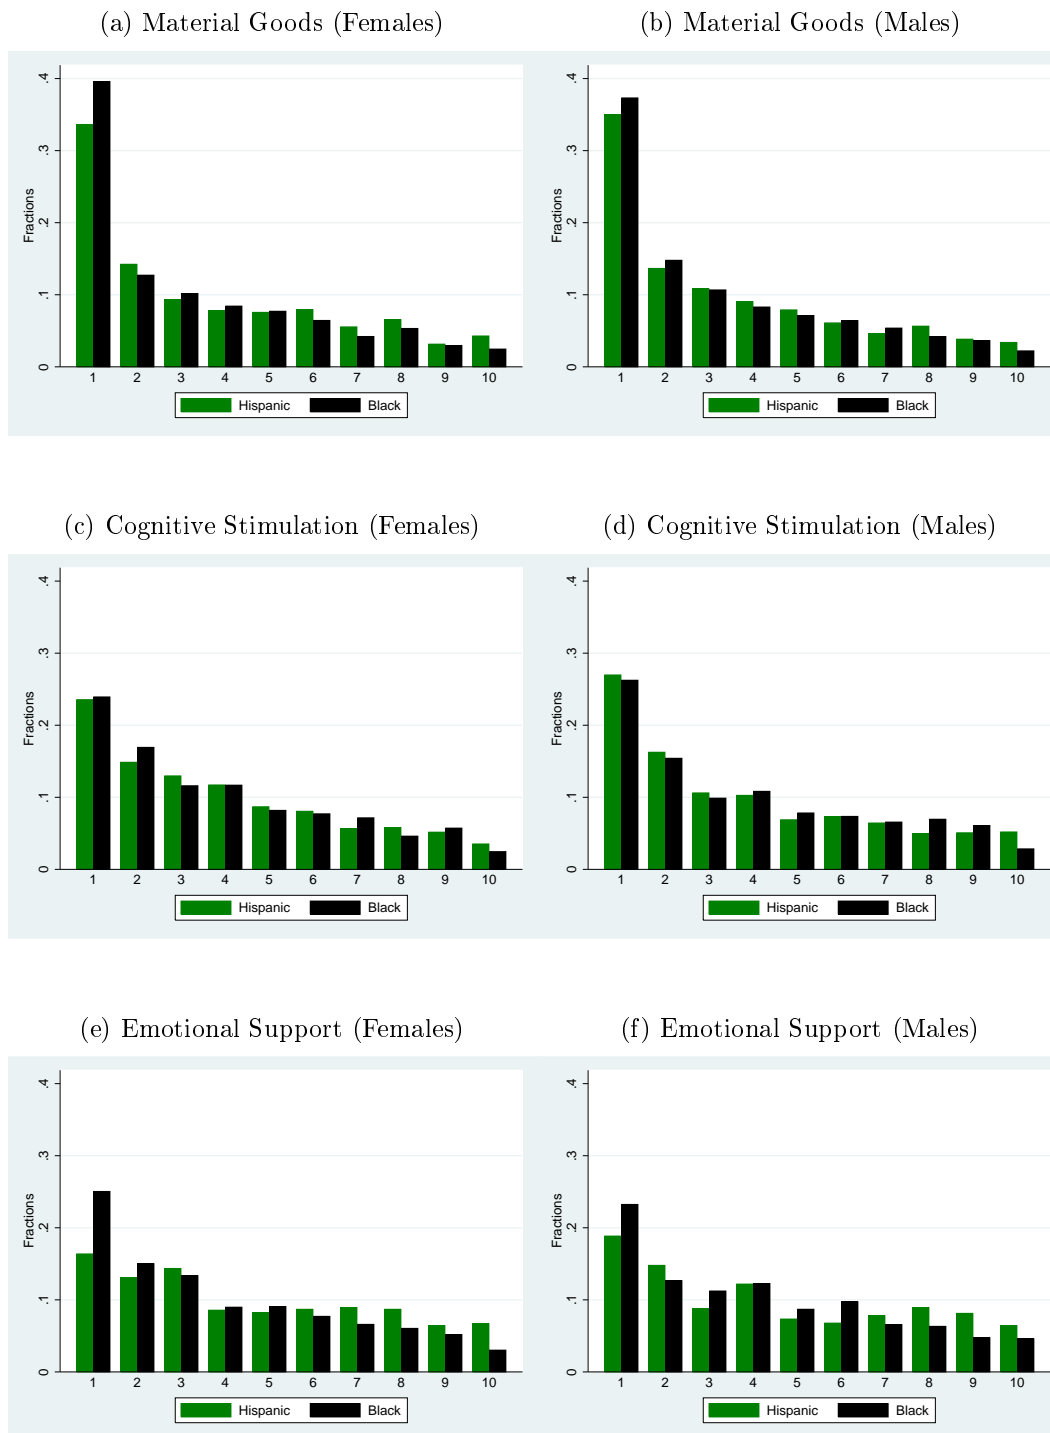 (a) Material Goods (Females)
(b) Material Goods (Males)
Fractions
0 .1 .2 .3 .4
1 2 3 4 5 6 7 8 9 10
Hispanic Black
Fractions
0 .1 .2 .3 .4
1 2 3 4 5 6 7 8 9 10
Hispanic Black
(c) Cognitive Stimulation (Females)
(d) Cognitive Stimulation (Males)
Fractions
0 .1 .2 .3 .4
1 2 3 4 5 6 7 8 9 10
Hispanic Black
Fractions
0 .1 .2 .3 .4
1 2 3 4 5 6 7 8 9 10
Hispanic Black
(e) Emotional Support (Females)
(f) Emotional Support (Males)
Fractions
0 .1 .2 .3 .4
1 2 3 4 5 6 7 8 9 10
Hispanic Black
Fractions
0 .1 .2 .3 .4
1 2 3 4 5 6 7 8 9 10
Hispanic Black